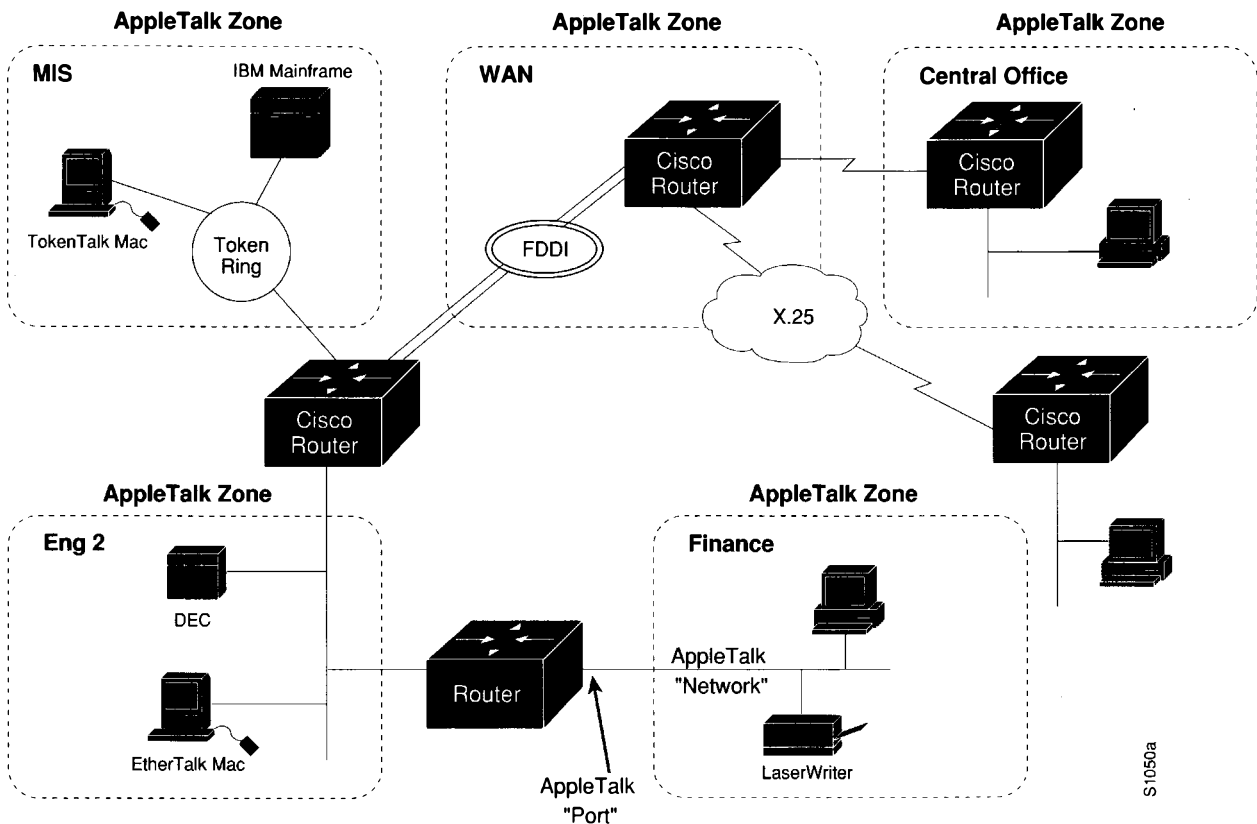 AppleTalk Zone
AppleTalk Zone
AppleTalk Zone
MIS
IBM Mainframe
TokenTalk Mac
Token
Ring
WAN
Cisco
Router
FDDI
X.25
Central Office
Cisco
Router
Cisco
Router
Cisco
Router
AppleTalk Zone
Eng 2
DEC
EtherTalk Mac
Router
AppleTalk
"Port"
AppleTalk Zone
Finance
AppleTalk
"Network"
LaserWriter
S1050a